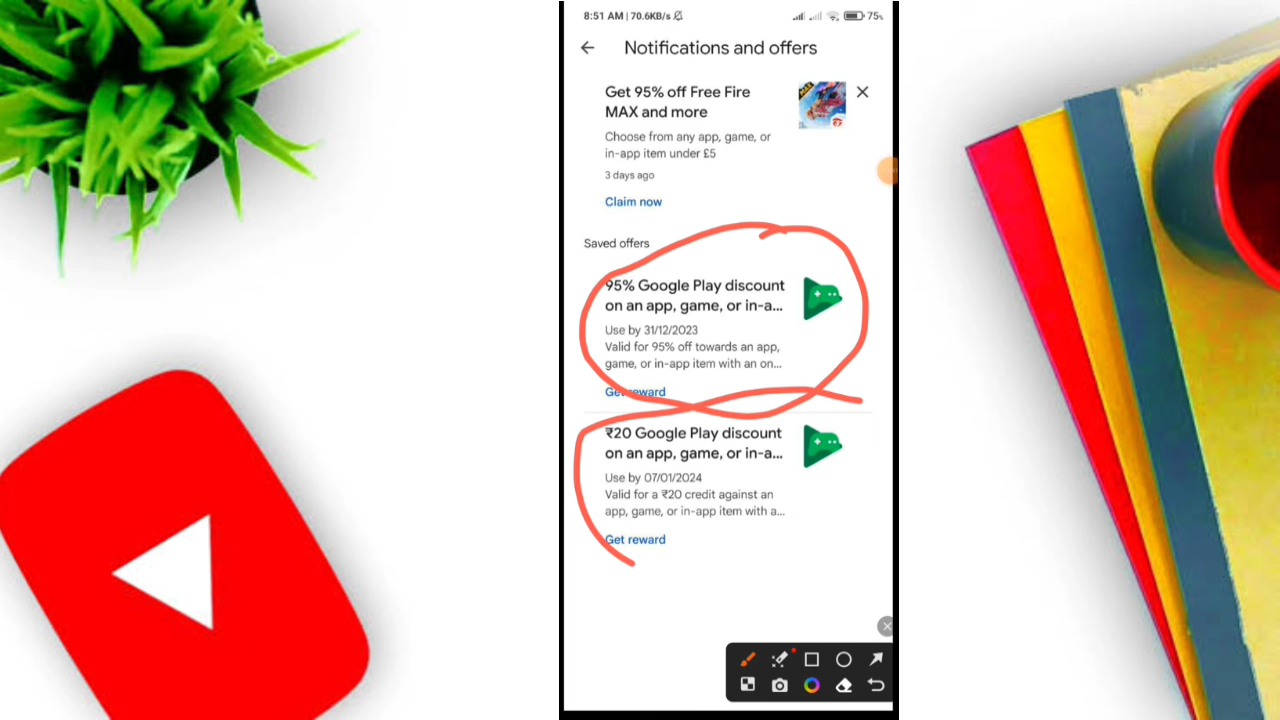 8:51 AM | 70.6KB/s
75%
Notifications and offers
Get 95% off Free Fire
MAX and more
Choose from any app, game, or
in-app item under £5
3 days ago
Claim now
Saved offers
95% Google Play discount
on an app, game, or in-a...
Use by 31/12/2023
Valid for 95% off towards an app,
game, or in-app item with an on...
Get reward
₹20 Google Play discount
on an app, game, or in-a...
Use by 07/01/2024
Valid for a ₹20 credit against an
app, game, or in-app item with a...
Get reward